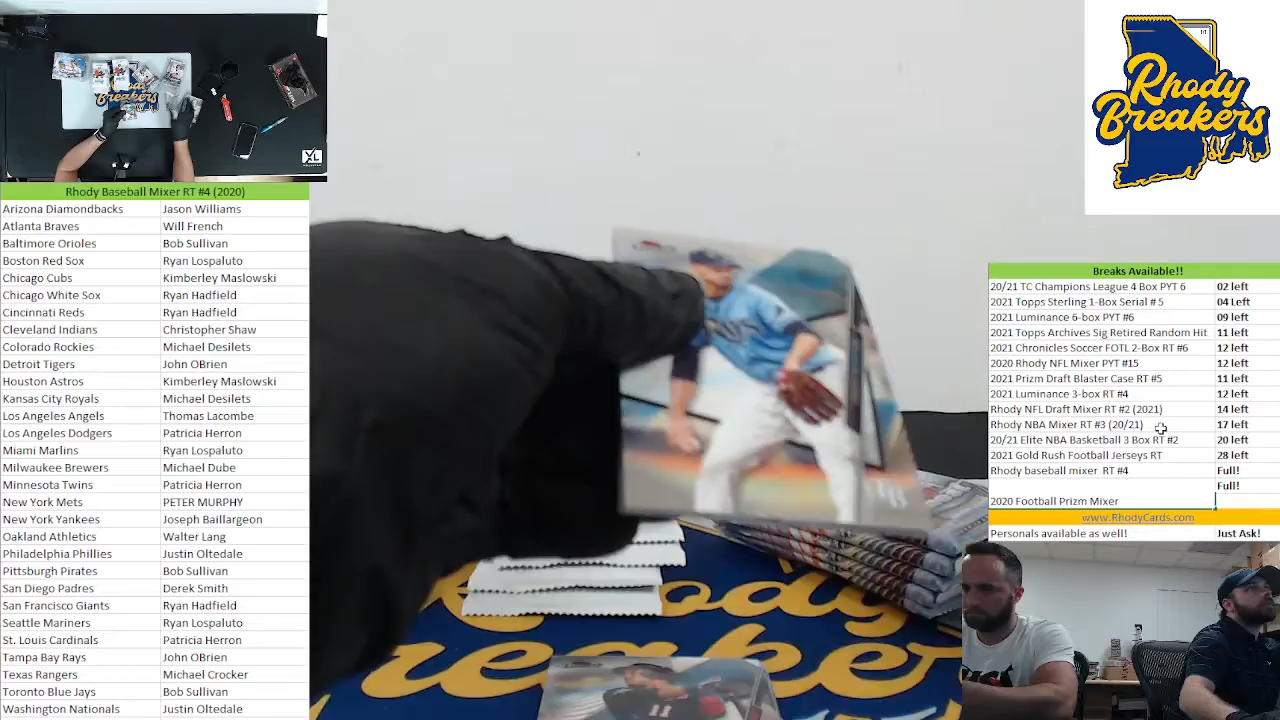 Rhody
Breakers
1/1
XL
Rhody Baseball Mixer RT #4 (2020)
Arizona Diamondbacks Jason Williams
Atlanta Braves Will French
Baltimore Orioles Bob Sullivan
Boston Red Sox Ryan Lospaluto
Chicago Cubs Kimberley Maslowski
Chicago White Sox Ryan Hadfield
Cincinnati Reds Ryan Hadfield
Cleveland Indians Christopher Shaw
Colorado Rockies Michael Desilets
Detroit Tigers John OBrien
Houston Astros Kimberley Maslowski
Kansas City Royals Michael Desilets
Los Angeles Angels Thomas Lacombe
Los Angeles Dodgers Patricia Herron
Miami Marlins Ryan Lospaluto
Milwaukee Brewers Michael Dube
Minnesota Twins Patricia Herron
New York Mets PETER MURPHY
New York Yankees Joseph Baillargeon
Oakland Athletics Walter Lang
Philadelphia Phillies Justin Oltedale
Pittsburgh Pirates Bob Sullivan
San Diego Padres Derek Smith
San Francisco Giants Ryan Hadfield
Seattle Mariners Ryan Lospaluto
St. Louis Cardinals Patricia Herron
Tampa Bay Rays John OBrien
Texas Rangers Michael Crocker
Toronto Blue Jays Bob Sullivan
Washington Nationals Justin Oltedale
Rhody
Breakers
11
Rhody
Breakers
Breaks Available!!
20/21 TC Champions League 4 Box PYT 6 02 left
2021 Topps Sterling 1-Box Serial # 5 04 Left
2021 Luminance 6-box PYT #6 09 left
2021 Topps Archives Sig Retired Random Hit 11 left
2021 Chronicles Soccer FOTL 2-Box RT #6 12 left
2020 Rhody NFL Mixer PYT #15 12 left
2021 Prizm Draft Blaster Case RT #5 11 left
2021 Luminance 3-box RT #4 12 left
Rhody NFL Draft Mixer RT #2 (2021) 14 left
Rhody NBA Mixer RT #3 (20/21) 17 left
20/21 Elite NBA Basketball 3 Box RT #2 20 left
2021 Gold Rush Football Jerseys RT 28 left
Rhody baseball mixer RT #4 Full!
Full!
2020 Football Prizm Mixer
www.RhodyCards.com
Personals available as well! Just Ask!